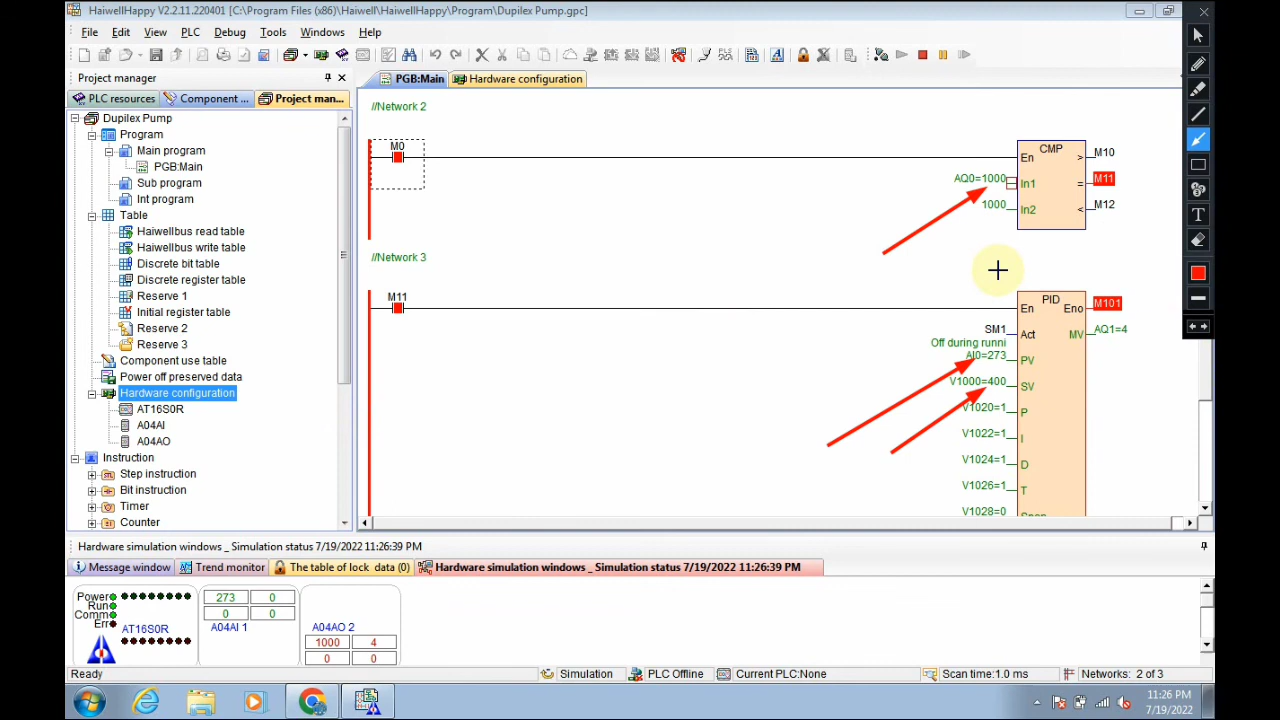 HaiwellHappy V2.2.11.220401 [C:\Program Files (x86)\Haiwell\HaiwellHappy\Program\Dupilex Pump.gpc]
File Edit View PLC Debug Tools Windows Help
Project manager
PLC resources Component ... Project man...
PGB:Main Hardware configuration
Dupilex Pump
Program
Main program
PGB:Main
Sub program
Int program
Table
Haiwellbus read table
Haiwellbus write table
Discrete bit table
Discrete register table
Reserve 1
Initial register table
Reserve 2
Reserve 3
Component use table
Power off preserved data
Hardware configuration
AT16S0R
A04AI
A04AO
Instruction
Step instruction
Bit instruction
Timer
Counter
//Network 2
M0
CMP
En > M10
AQ0=1000 In1 = M11
1000 In2 < M12
//Network 3
M11
PID
En Eno M101
SM1 Act MV AQ1=4
Off during runni
AI0=273 PV
V1000=400 SV
V1020=1 P
V1022=1 I
V1024=1 D
V1026=1 T
V1028=0
T
Hardware simulation windows _ Simulation status 7/19/2022 11:26:39 PM
Message window Trend monitor The table of lock data (0) Hardware simulation windows _ Simulation status 7/19/2022 11:26:39 PM
Power
Run
Comm
Err
AT16S0R
273 0
0 0
A04AI 1
A04AO 2
1000 4
0 0
Ready Simulation PLC Offline Current PLC:None Scan time:1.0 ms Networks: 2 of 3
11:26 PM
7/19/2022